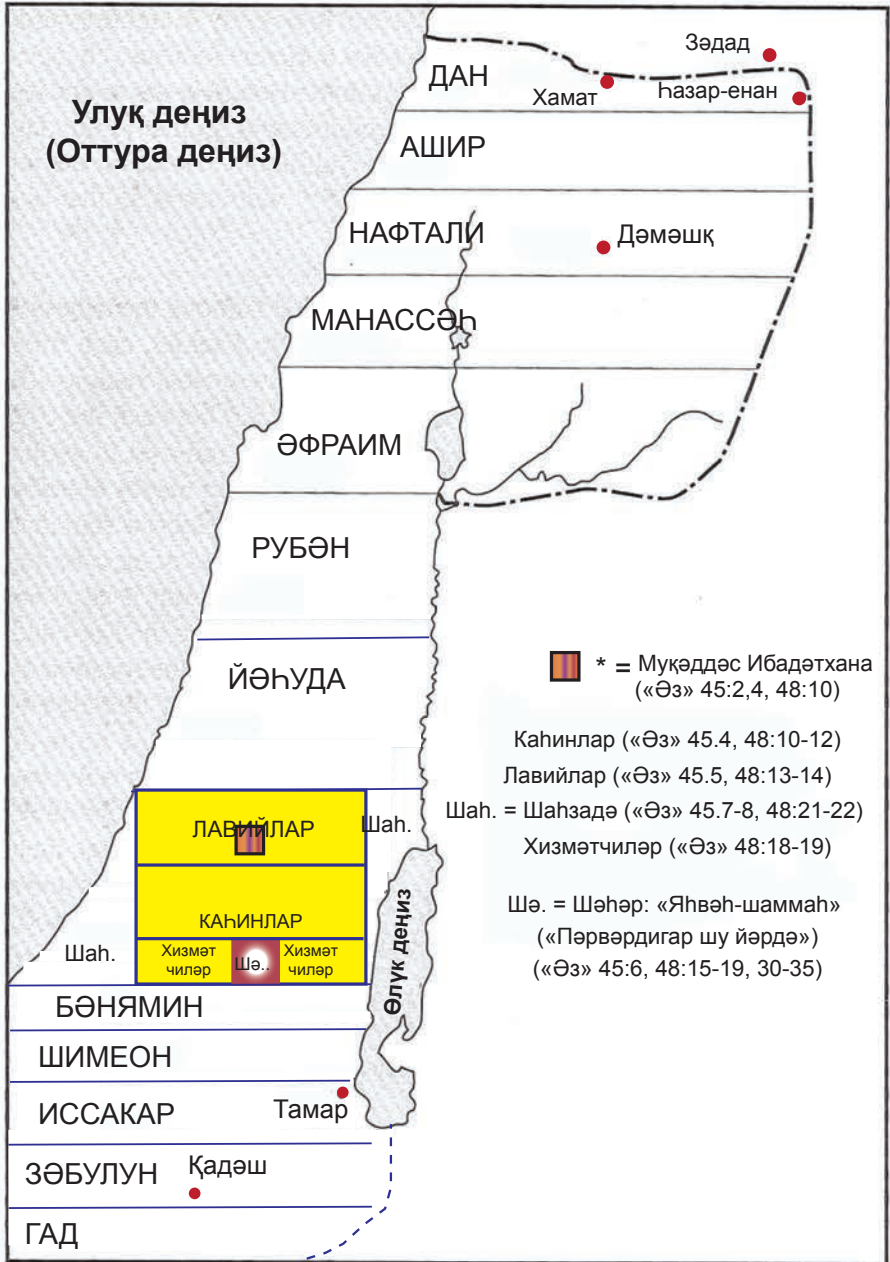 Зәдад
ДАН
Хамат
Һазар-енан
Улуқ деңиз
(Оттура деңиз)
АШИР
НАФТАЛИ
Дәмәшқ
МАНАССӘҺ
ӘФРАИМ
РУБӘН
ЙӘҺУДА
* = Муқәддәс Ибадәтхана
(«Әз» 45:2,4, 48:10)
Каһинлар («Әз» 45.4, 48:10-12)
Лавийлар («Әз» 45.5, 48:13-14)
Шаһ. = Шаһзадә («Әз» 45.7-8, 48:21-22)
Хизмәтчиләр («Әз» 48:18-19)
Шә. = Шәһәр: «Яһвәһ-шаммаһ»
(«Пәрвәрдигар шу йәрдә»)
(«Әз» 45:6, 48:15-19, 30-35)
ЛАВИЙЛАР
Шаһ.
КАҺИНЛАР
Шаһ.
Хизмәт
чиләр
Шә..
Хизмәт
чиләр
Өлүк деңиз
БӘНЯМИН
ШИМЕОН
ИССАКАР
Тамар
ЗӘБУЛУН
Қадәш
ГАД